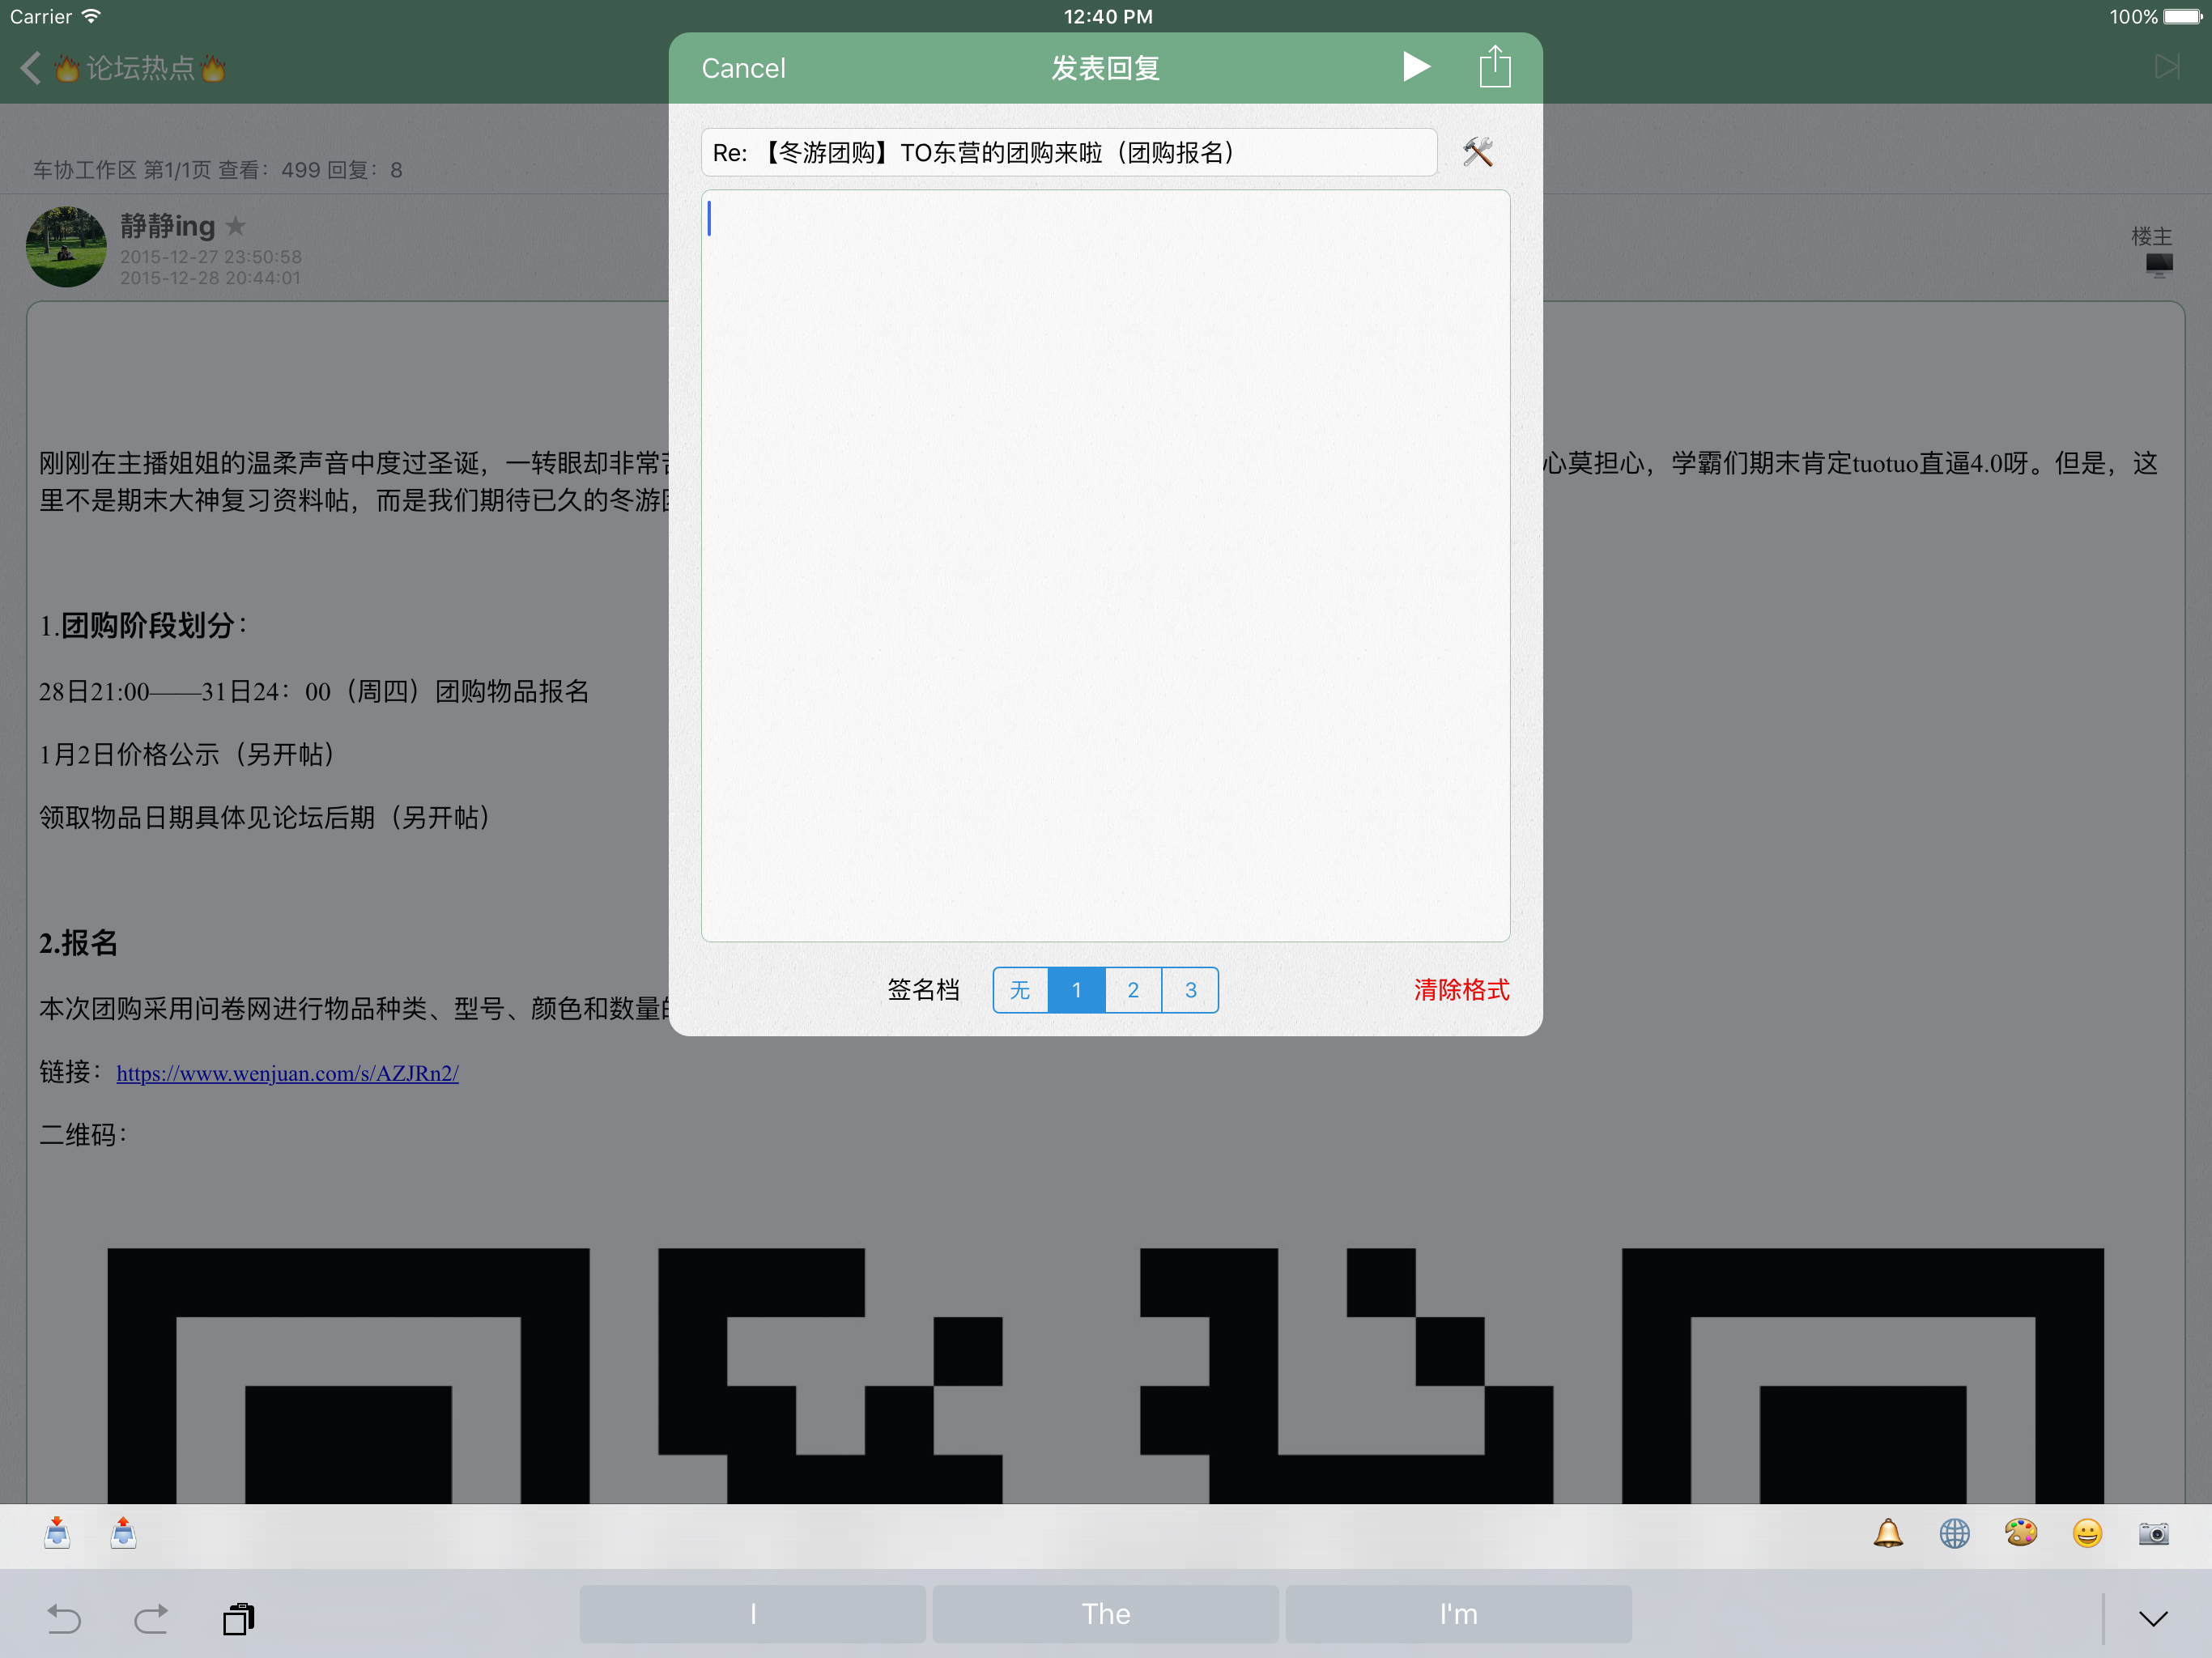 Carrier 12:40 PM 100%
🔥论坛热点🔥
Cancel 发表回复
Re: 【冬游团购】TO东营的团购来啦（团购报名）
车协工作区 第1/1页 查看：499 回复：8
静静ing ★
楼主
2015-12-27 23:50:58
2015-12-28 20:44:01
刚刚在主播姐姐的温柔声音中度过圣诞，一转眼却非常 心莫担心，学霸们期末肯定tuotuo直逼4.0呀。但是，这
里不是期末大神复习资料帖，而是我们期待已久的冬游
1.团购阶段划分：
28日21:00——31日24：00（周四）团购物品报名
1月2日价格公示（另开帖）
领取物品日期具体见论坛后期（另开帖）
2.报名
签名档 无 1 2 3 清除格式
本次团购采用问卷网进行物品种类、型号、颜色和数量
链接：https://www.wenjuan.com/s/AZJRn2/
二维码：
I The I'm